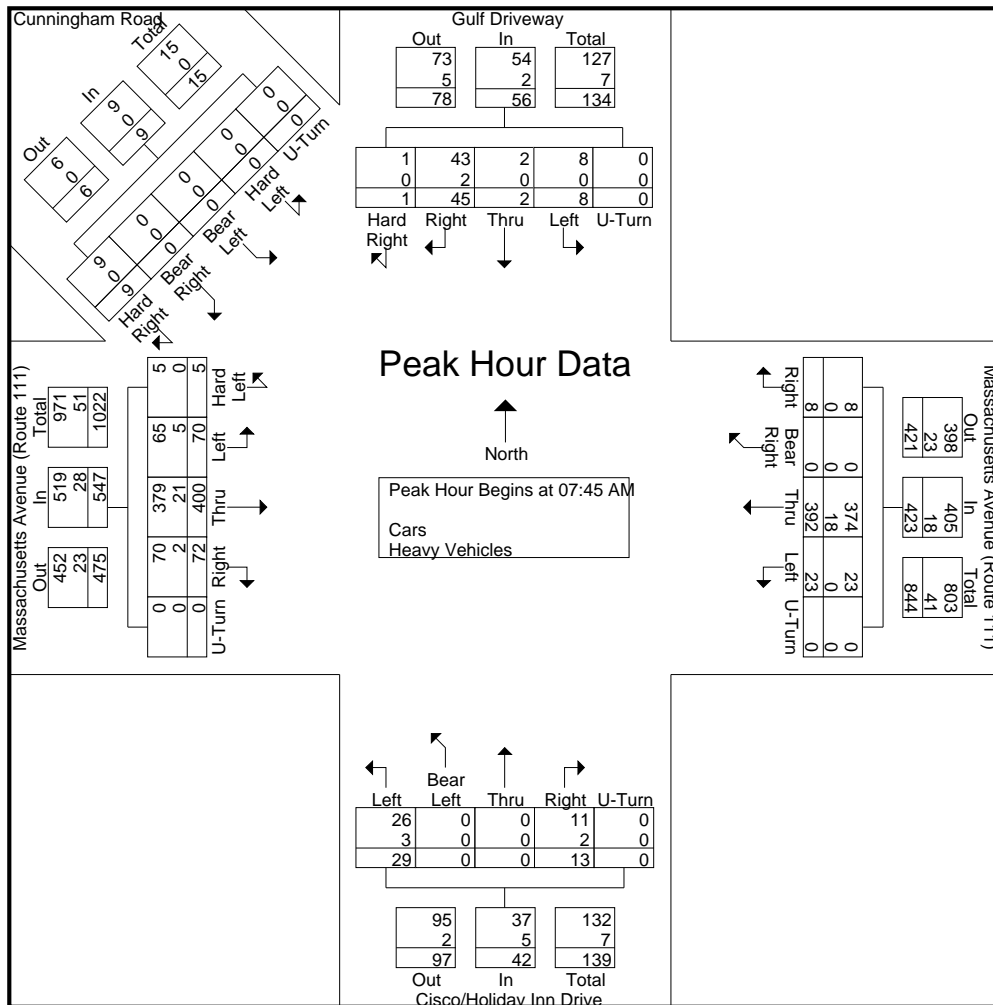 Cunningham Road
Out
In
Total
6
0
6
9
0
9
15
0
15
9
0
9
0
0
0
0
0
0
0
0
0
0
0
0
Hard
Right
Bear
Right
Bear
Left
Hard
Left
U-Turn
Gulf Driveway
Out In Total
73 54 127
5 2 7
78 56 134
1 43 2 8 0
0 2 0 0 0
1 45 2 8 0
Hard
Right Right Thru Left U-Turn
Massachusetts Avenue (Route 111)
Total
971
51
1022
In
519
28
547
Out
452
23
475
5 0 5
65 5 70
379 21 400
70 2 72
0 0 0
Hard
Left
Left
Thru
Right
U-Turn
Peak Hour Data
North
Peak Hour Begins at 07:45 AM
Cars
Heavy Vehicles
Right
Bear
Right
Thru
Left
U-Turn
8 0 8
0 0 0
374 18 392
23 0 23
0 0 0
Out
398
23
421
In
405
18
423
Total
803
41
844
Massachusetts Avenue (Route 111)
Left
Bear
Left
Thru
Right
U-Turn
26 0 0 11 0
3 0 0 2 0
29 0 0 13 0
95 37 132
2 5 7
97 42 139
Out In Total
Cisco/Holiday Inn Drive